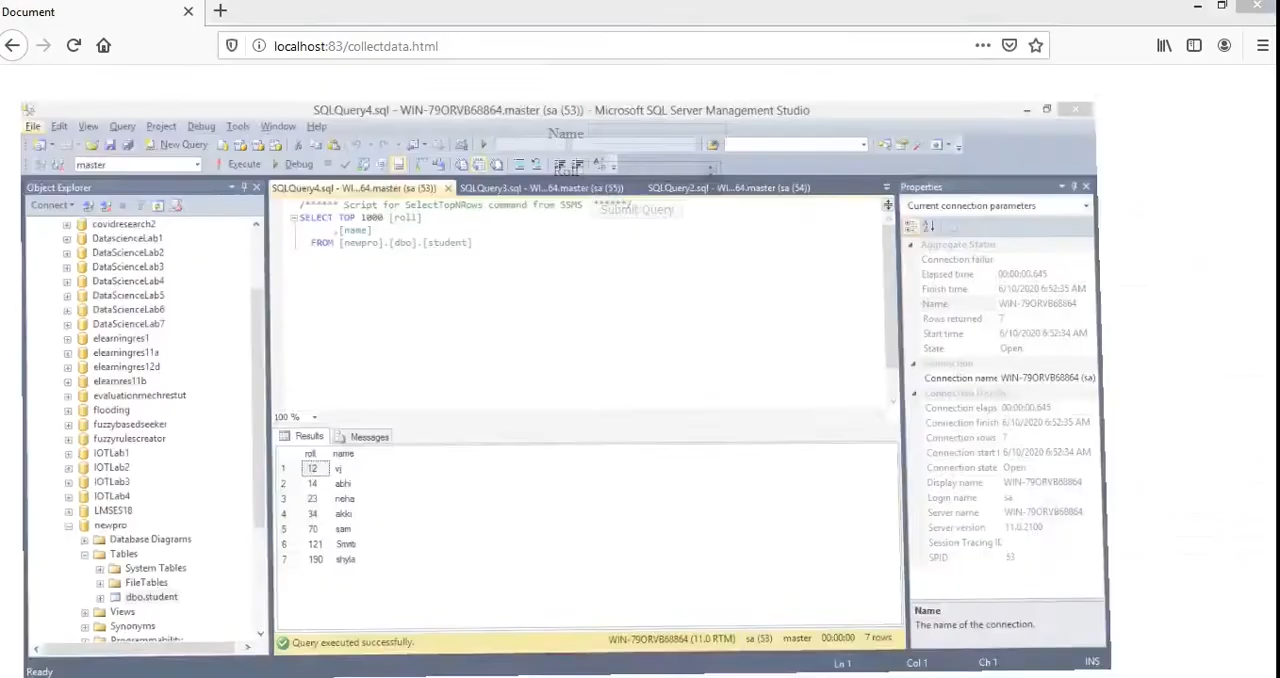 Document
localhost:83/collectdata.html
SQLQuery4.sql - WIN-79ORVB68864.master (sa (53)) - Microsoft SQL Server Management Studio
File Edit View Query Project Debug Tools Window Help
Name
New Query
master
Execute
Debug
Roll
Object Explorer
SQLQuery4.sql - WI...64.master (sa (53))
SQLQuery3.sql - WI...64.master (sa (55))
SQLQuery2.sql - WI...64.master (sa (54))
Properties
Connect
/****** Script for SelectTopNRows command from SSMS ******/
Submit Query
SELECT TOP 1000 [roll]
,[name]
FROM [newpro].[dbo].[student]
covidresearch2
DatascienceLab1
DataScienceLab2
DataScienceLab3
DataScienceLab4
DataScienceLab5
DataScienceLab6
DataScienceLab7
elearningres1
elearningres11a
elearningres12d
elearnres11b
evaluationmechrestut
flooding
fuzzybasedseeker
fuzzyrulescreator
IOTLab1
IOTLab2
IOTLab3
IOTLab4
LMSES18
newpro
Database Diagrams
Tables
System Tables
FileTables
dbo.student
Views
Synonyms
Programmability
100 %
Results
Messages
roll name
1 12 vj
2 14 abhi
3 23 neha
4 34 akki
5 70 sam
6 121 Smriti
7 190 shyla
Query executed successfully.
WIN-79ORVB68864 (11.0 RTM) sa (53) master 00:00:00 7 rows
Current connection parameters
Aggregate Status
Connection failur
Elapsed time 00:00:00.645
Finish time 6/10/2020 6:52:35 AM
Name WIN-79ORVB68864
Rows returned 7
Start time 6/10/2020 6:52:34 AM
State Open
Connection
Connection name WIN-79ORVB68864 (sa)
Connection Details
Connection elaps 00:00:00.645
Connection finish 6/10/2020 6:52:35 AM
Connection rows 7
Connection start t 6/10/2020 6:52:34 AM
Connection state Open
Display name WIN-79ORVB68864
Login name sa
Server name WIN-79ORVB68864
Server version 11.0.2100
Session Tracing ID
SPID 53
Name
The name of the connection.
Ready
Ln 1 Col 1 Ch 1 INS